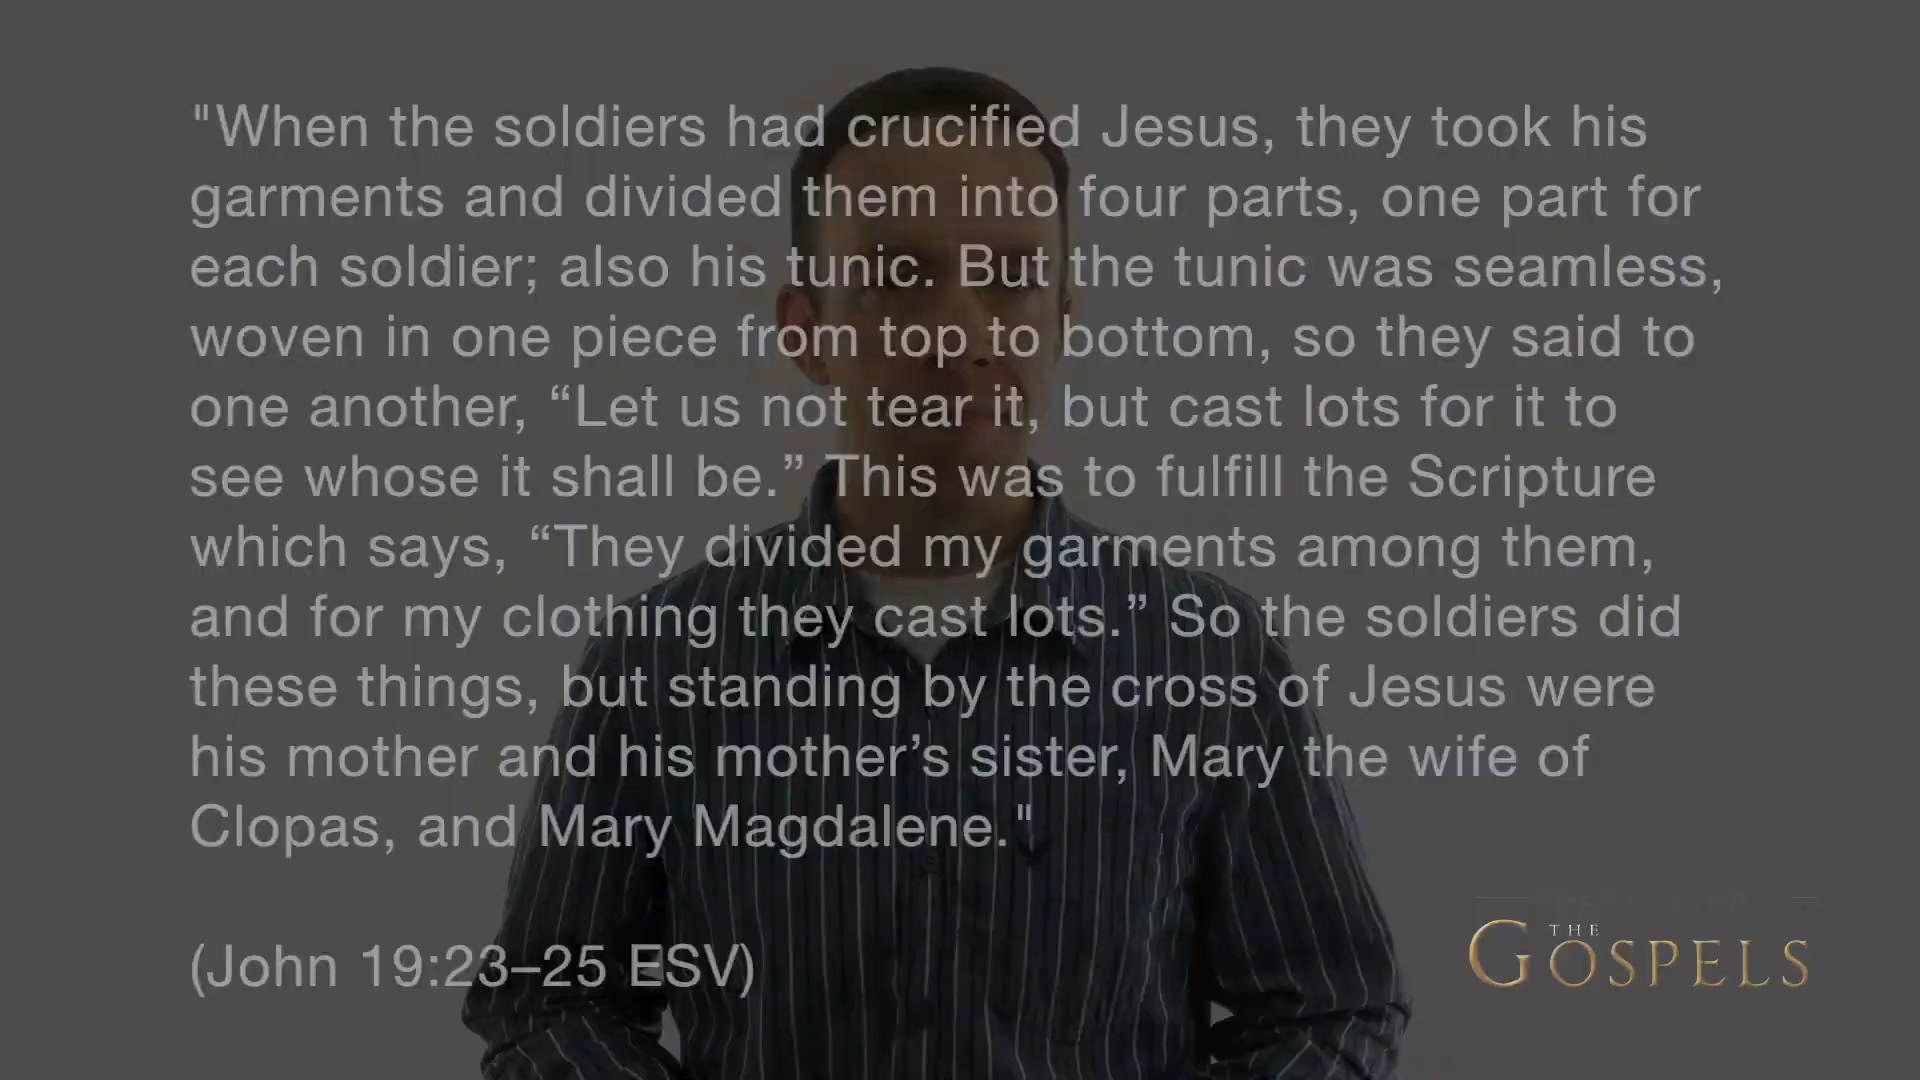 "When the soldiers had crucified Jesus, they took his
garments and divided them into four parts, one part for
each soldier; also his tunic. But the tunic was seamless,
woven in one piece from top to bottom, so they said to
one another, “Let us not tear it, but cast lots for it to
see whose it shall be.” This was to fulfill the Scripture
which says, “They divided my garments among them,
and for my clothing they cast lots.” So the soldiers did
these things, but standing by the cross of Jesus were
his mother and his mother’s sister, Mary the wife of
Clopas, and Mary Magdalene."
(John 19:23–25 ESV)
THE
GOSPELS